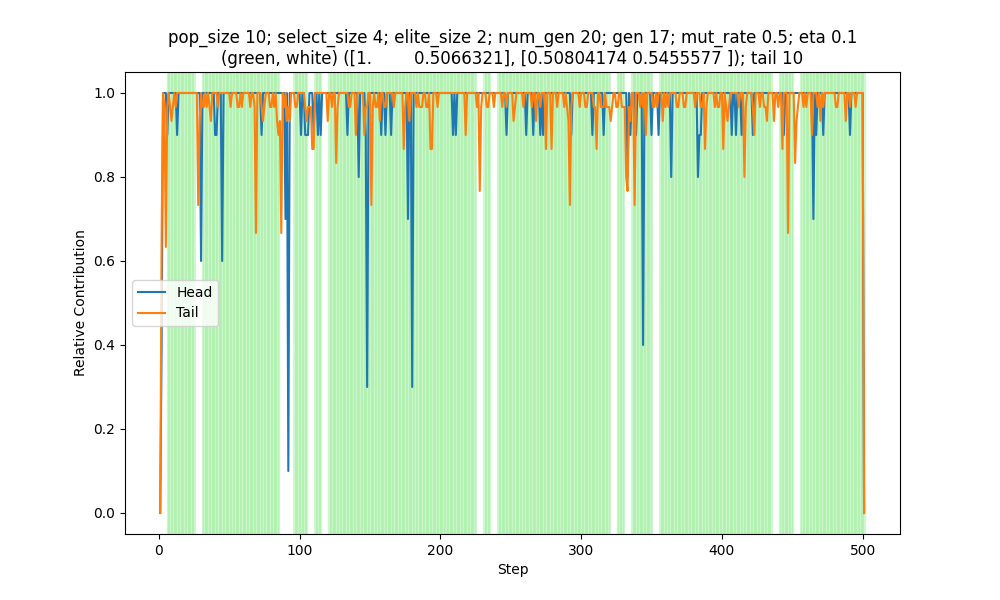 pop_size 10; select_size 4; elite_size 2; num_gen 20; gen 17; mut_rate 0.5; eta 0.1
(green, white) ([1.         0.5066321], [0.50804174 0.5455577 ]); tail 10
1.0
0.8
0.6
0.4
0.2
0.0
Relative Contribution
Head
Tail
0
100
200
300
400
500
Step